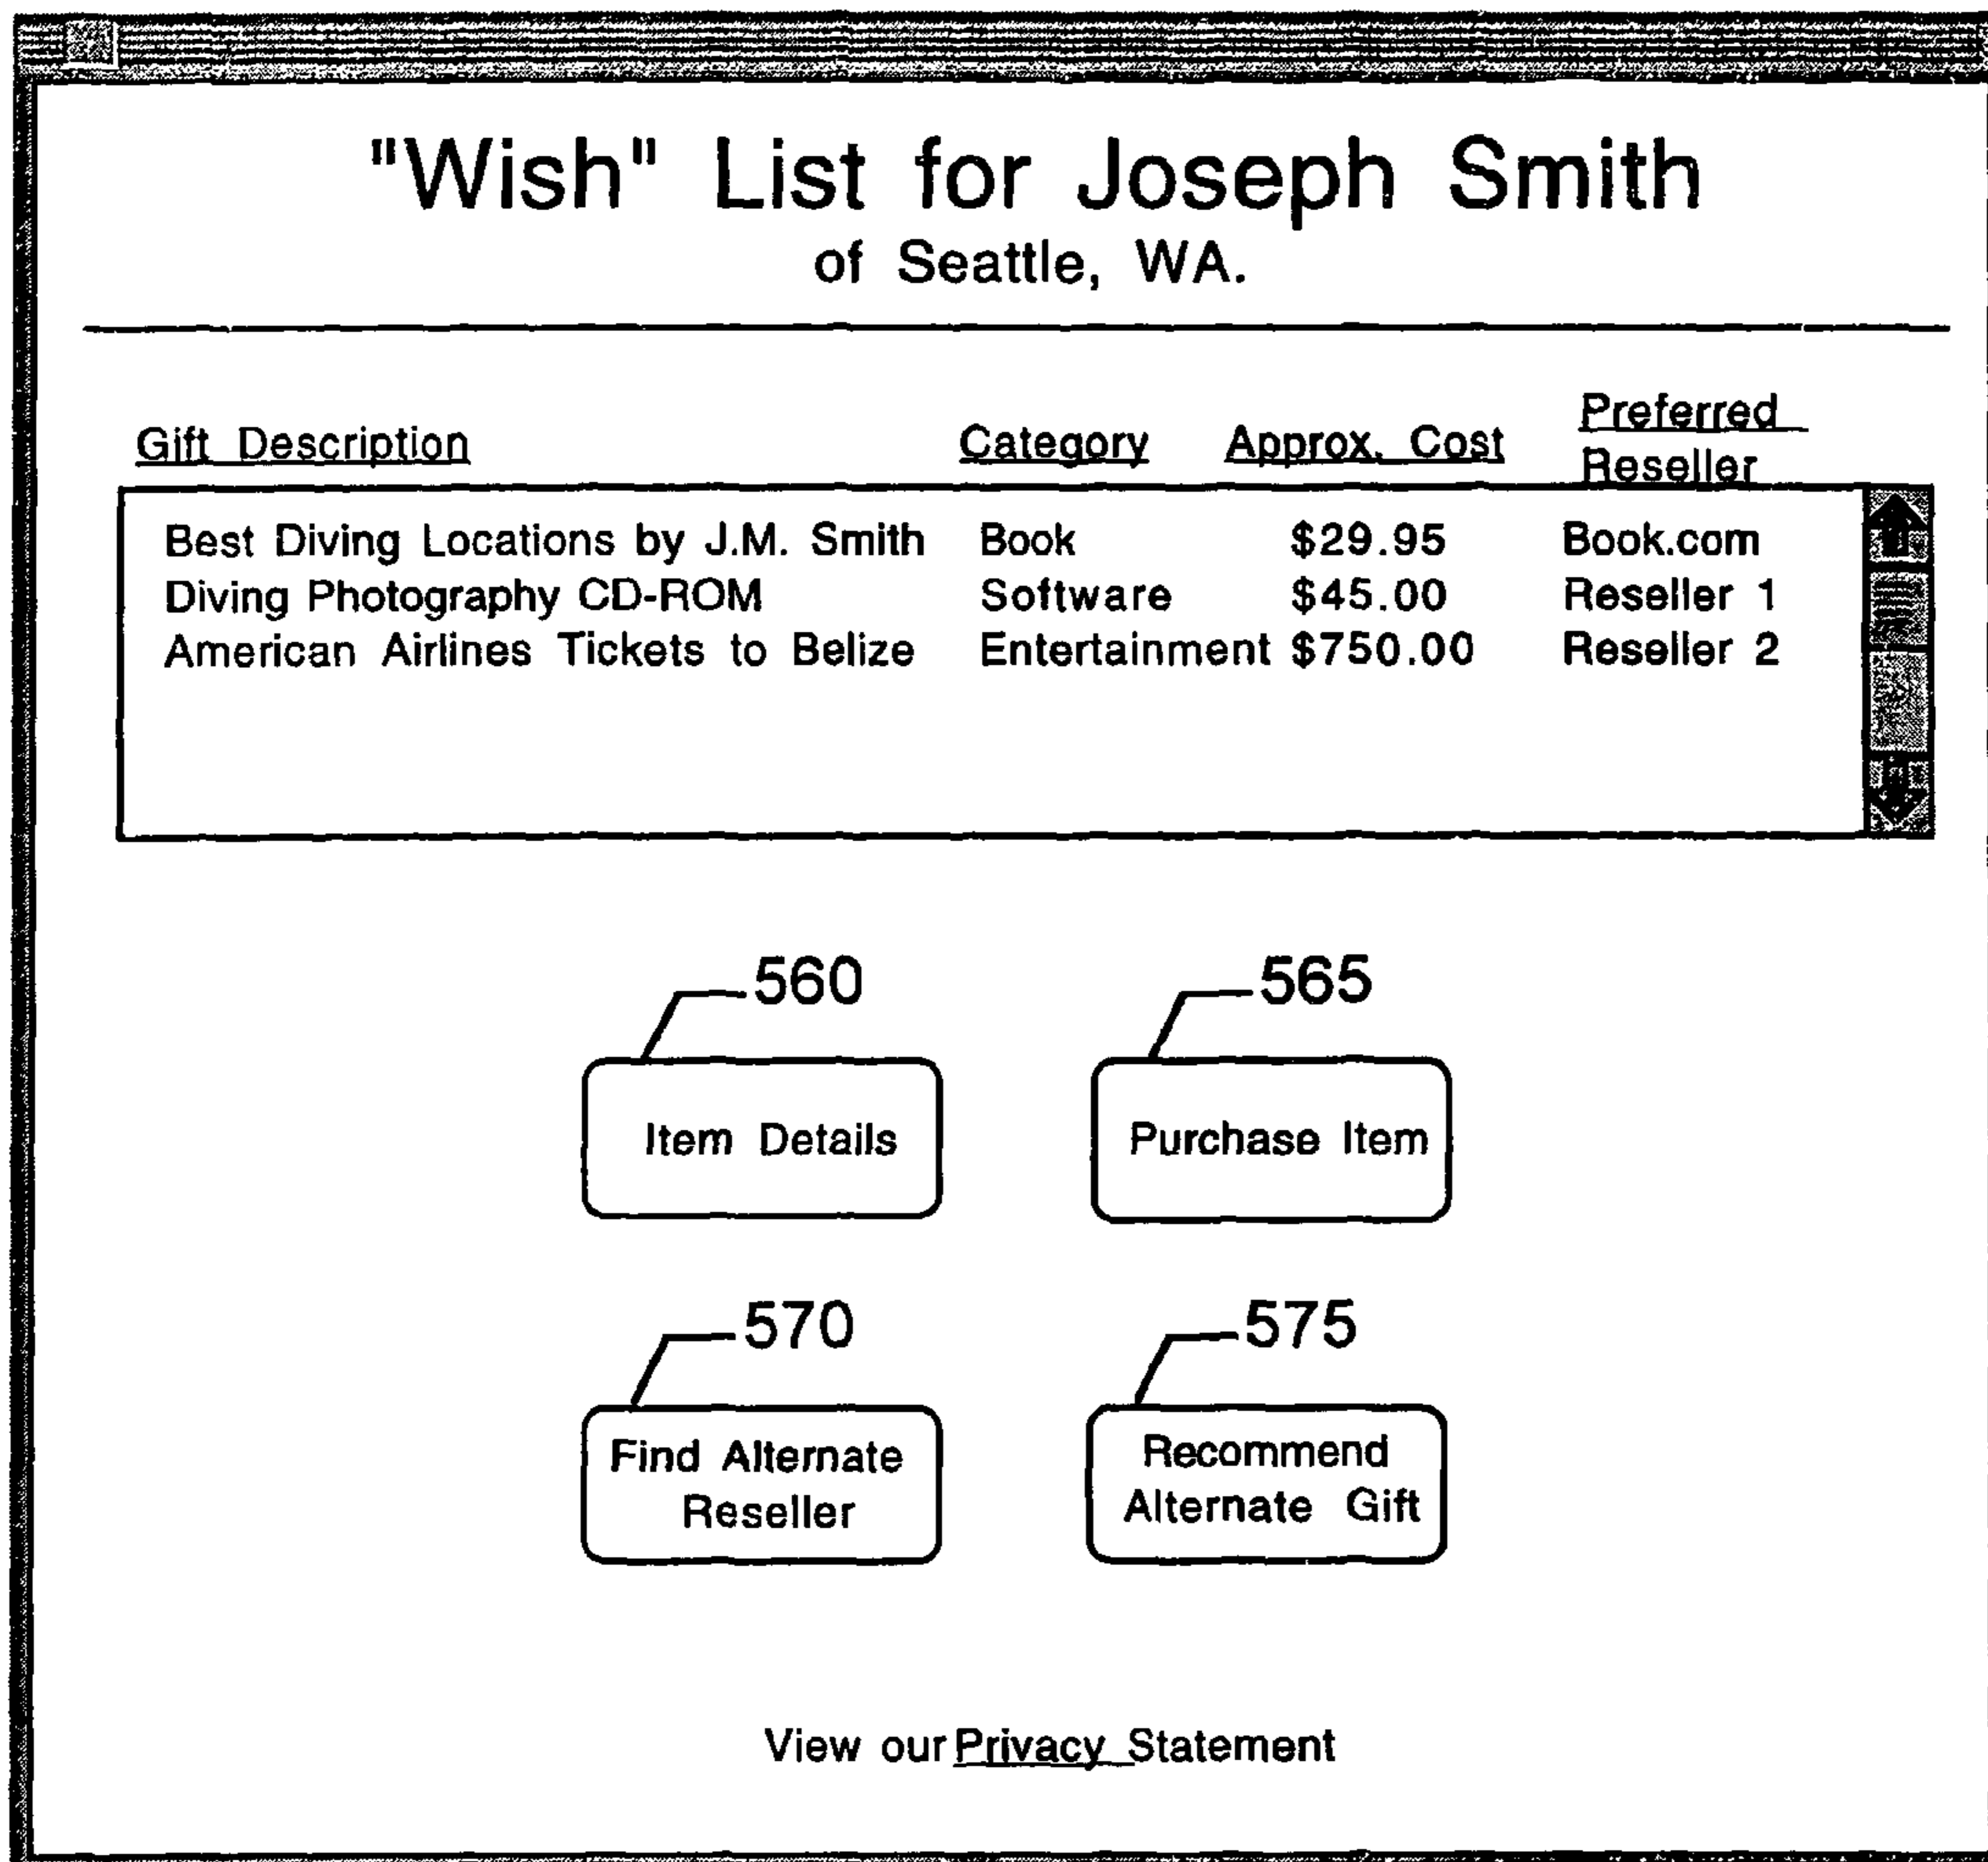 "Wish" List for Joseph Smith
of Seattle, WA.
Gift Description Category Approx. Cost Preferred Reseller
Best Diving Locations by J.M. Smith Book $29.95 Book.com
Diving Photography CD-ROM Software $45.00 Reseller 1
American Airlines Tickets to Belize Entertainment $750.00 Reseller 2
560 565
Item Details Purchase Item
570 575
Find Alternate
Reseller
Recommend
Alternate Gift
View our Privacy Statement